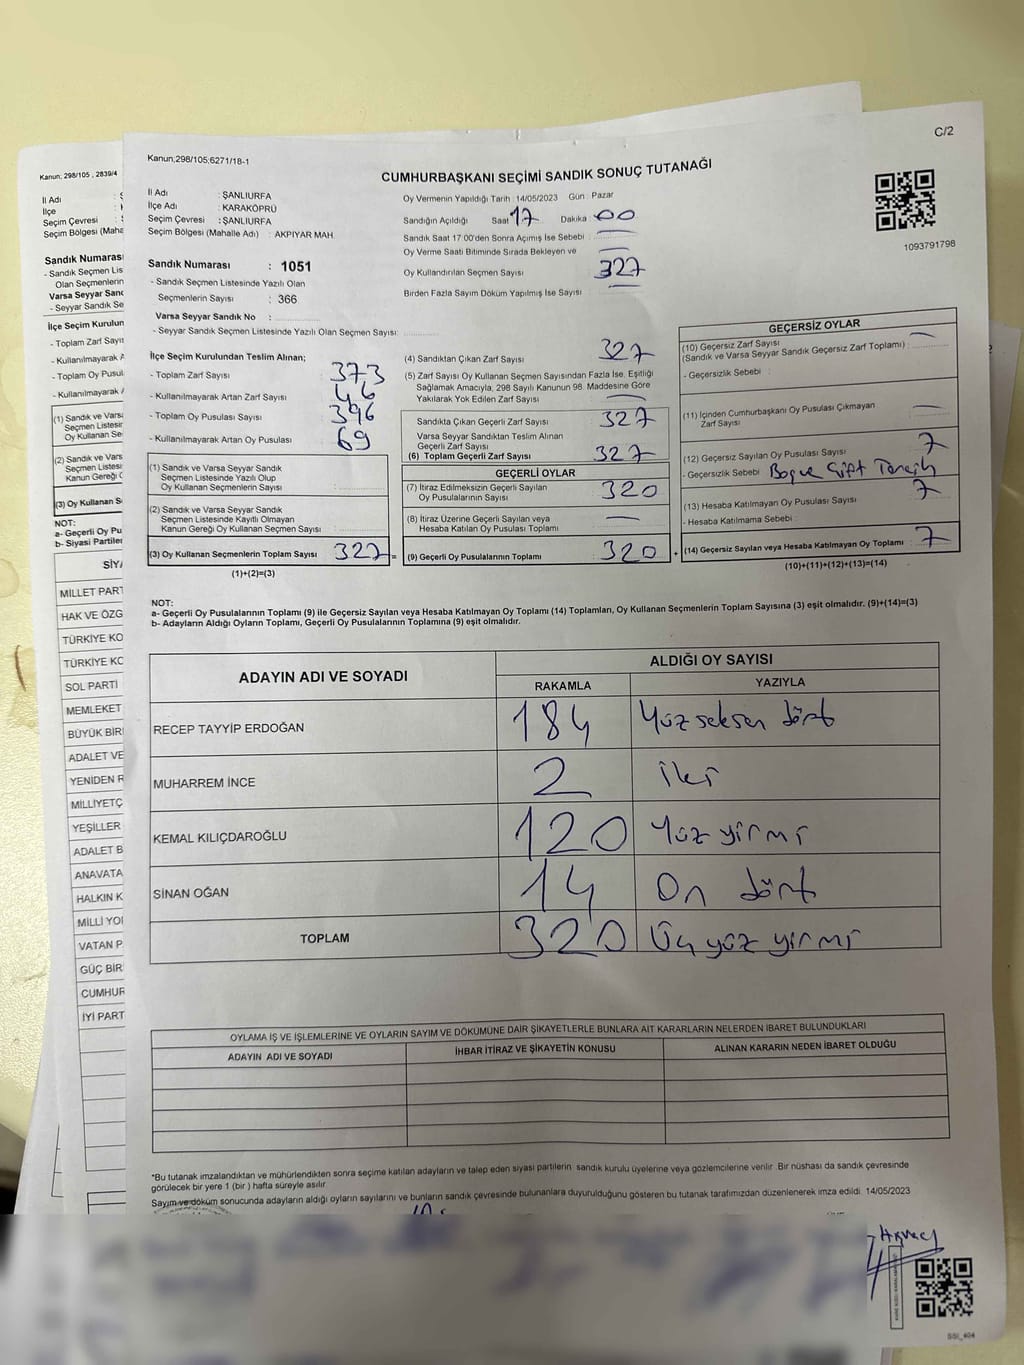 C/2
Kanun;298/105;6271/18-1
CUMHURBAŞKANI SEÇİMİ SANDIK SONUÇ TUTANAĞI
İl Adı : ŞANLIURFA
İlçe Adı : KARAKÖPRÜ
Seçim Çevresi : ŞANLIURFA
Seçim Bölgesi (Mahalle Adı) : AKPIYAR MAH.
Sandık Numarası : 1051
- Sandık Seçmen Listesinde Yazılı Olan
Seçmenlerin Sayısı : 366
Varsa Seyyar Sandık No :
- Seyyar Sandık Seçmen Listesinde Yazılı Olan Seçmen Sayısı:
Oy Vermenin Yapıldığı Tarih : 14/05/2023 Gün : Pazar
Sandığın Açıldığı Saat 17 Dakika 00
Sandık Saat 17:00'den Sonra Açımış İse Sebebi :
Oy Verme Saati Bitiminde Sırada Bekleyen ve
Oy Kullandırılan Seçmen Sayısı 327
Birden Fazla Sayım Döküm Yapılmış İse Sayısı :
1093791798
İlçe Seçim Kurulundan Teslim Alınan;
- Toplam Zarf Sayısı 373
- Kullanılmayarak Artan Zarf Sayısı 46
- Toplam Oy Pusulası Sayısı 396
- Kullanılmayarak Artan Oy Pusulası 69
(1) Sandık ve Varsa Seyyar Sandık
Seçmen Listesinde Yazılı Olup
Oy Kullanan Seçmenlerin Sayısı :
(2) Sandık ve Varsa Seyyar Sandık
Seçmen Listesinde Kayıtlı Olmayan
Kanun Gereği Oy Kullanan Seçmen Sayısı :
(3) Oy Kullanan Seçmenlerin Toplam Sayısı 327 =
(1)+(2)=(3)
(4) Sandıktan Çıkan Zarf Sayısı 327
(5) Zarf Sayısı Oy Kullanan Seçmen Sayısından Fazla İse, Eşitliği
Sağlamak Amacıyla, 298 Sayılı Kanunun 98. Maddesine Göre
Yakılarak Yok Edilen Zarf Sayısı :
Sandıkta Çıkan Geçerli Zarf Sayısı 327
Varsa Seyyar Sandıktan Teslim Alınan
Geçerli Zarf Sayısı :
(6) Toplam Geçerli Zarf Sayısı : 327
GEÇERLİ OYLAR
(7) İtiraz Edilmeksizin Geçerli Sayılan
Oy Pusulalarının Sayısı : 320
(8) İtiraz Üzerine Geçerli Sayılan veya
Hesaba Katılan Oy Pusulası Toplamı :
(9) Geçerli Oy Pusulalarının Toplamı : 320 +
GEÇERSİZ OYLAR
(10) Geçersiz Zarf Sayısı
(Sandık ve Varsa Seyyar Sandık Geçersiz Zarf Toplamı) :
- Geçersizlik Sebebi :
(11) İçinden Cumhurbaşkanı Oy Pusulası Çıkmayan
Zarf Sayısı :
(12) Geçersiz Sayılan Oy Pusulası Sayısı 7
- Geçersizlik Sebebi Çift
(13) Hesaba Katılmayan Oy Pusulası Sayısı : 7
- Hesaba Katılmama Sebebi :
(14) Geçersiz Sayılan veya Hesaba Katılmayan Oy Toplamı : 7
(10)+(11)+(12)+(13)=(14)
NOT:
a- Geçerli Oy Pusulalarının Toplamı (9) ile Geçersiz Sayılan veya Hesaba Katılmayan Oy Toplamı (14) Toplamları, Oy Kullanan Seçmenlerin Toplam Sayısına (3) eşit olmalıdır. (9)+(14)=(3)
b- Adayların Aldığı Oyların Toplamı, Geçerli Oy Pusulalarının Toplamına (9) eşit olmalıdır.
ADAYIN ADI VE SOYADI ALDIĞI OY SAYISI
RAKAMLA YAZIYLA
RECEP TAYYİP ERDOĞAN 184 Yüz seksen dört
MUHARREM İNCE 2 iki
KEMAL KILIÇDAROĞLU 120 Yüz yirmi
SİNAN OĞAN 14 On dört
TOPLAM 320 Üç yüz yirmi
OYLAMA İŞ VE İŞLEMLERİNE VE OYLARIN SAYIM VE DÖKÜMÜNE DAİR ŞİKAYETLERLE BUNLARA AİT KARARLARIN NELERDEN İBARET BULUNDUKLARI
ADAYIN ADI VE SOYADI İHBAR İTİRAZ VE ŞİKAYETİN KONUSU ALINAN KARARIN NEDEN İBARET OLDUĞU
*Bu tutanak imzalandıktan ve mühürlendikten sonra seçime katılan adayların ve talep eden siyasi partilerin sandık kurulu üyelerine veya gözlemcilerine verilir. Bir nüshası da sandık çevresinde
görülecek bir yere 1 (bir) hafta süreyle asılır.
Sayım ve döküm sonucunda adayların aldığı oyların sayılarını ve bunların sandık çevresinde bulunanlara duyurulduğunu gösteren bu tutanak tarafımızdan düzenlenerek imza edildi. 14/05/2023
Kanun; 298/105 , 2839/4
İl Adı
İlçe
Seçim Çevresi
Seçim Bölgesi (Maha
Sandık Numarası
- Sandık Seçmen Lis
Olan Seçmenlerin
Varsa Seyyar Sand
- Seyyar Sandık Se
İlçe Seçim Kurulun
- Toplam Zarf Sayıs
- Kullanılmayarak A
- Toplam Oy Pusul
- Kullanılmayarak A
(1) Sandık ve Varsa
Seçmen Listesi
Oy Kullanan Se
(2) Sandık ve Vars
Seçmen Listesi
Kanun Gereği O
(3) Oy Kullanan S
NOT:
a- Geçerli Oy Pu
b- Siyasi Partiler
SİYA
MİLLET PART
HAK VE ÖZG
TÜRKİYE KO
TÜRKİYE KO
SOL PARTİ
MEMLEKET
BÜYÜK BİR
ADALET VE
YENİDEN R
MİLLİYETÇ
YEŞİLLER
ADALET B
ANAVATA
HALKIN K
MİLLİ YOL
VATAN P
GÜÇ BİR
CUMHUR
İYİ PART